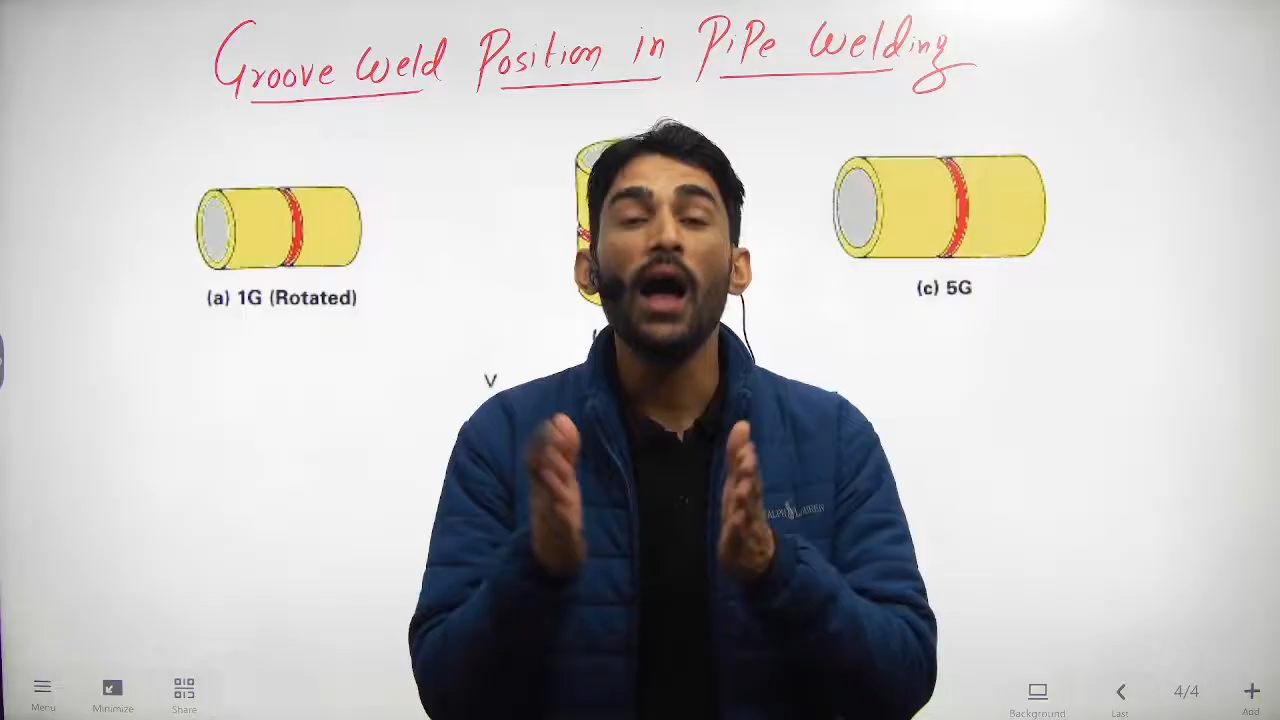 Groove Weld Position in PiPe Welding
(a) 1G (Rotated)
(c) 5G
V
Menu
Minimize
Share
Background
Last
4/4
Add